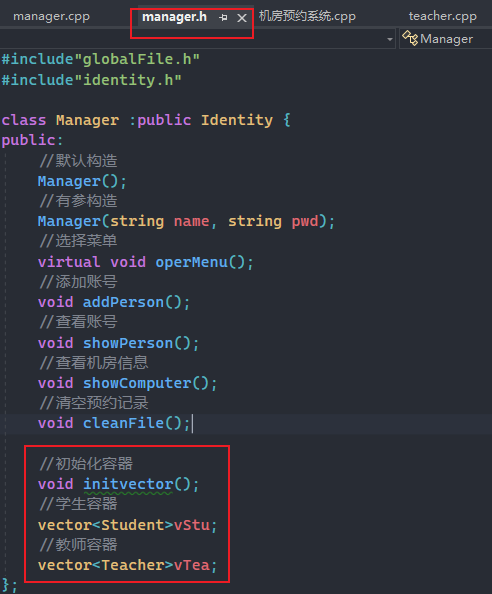 manager.cpp manager.h 机房预约系统.cpp teacher.cpp
Manager
#include"globalFile.h"
#include"identity.h"
class Manager :public Identity {
public:
//默认构造
Manager();
//有参构造
Manager(string name, string pwd);
//选择菜单
virtual void operMenu();
//添加账号
void addPerson();
//查看账号
void showPerson();
//查看机房信息
void showComputer();
//清空预约记录
void cleanFile();
//初始化容器
void initvector();
//学生容器
vector<Student>vStu;
//教师容器
vector<Teacher>vTea;
};